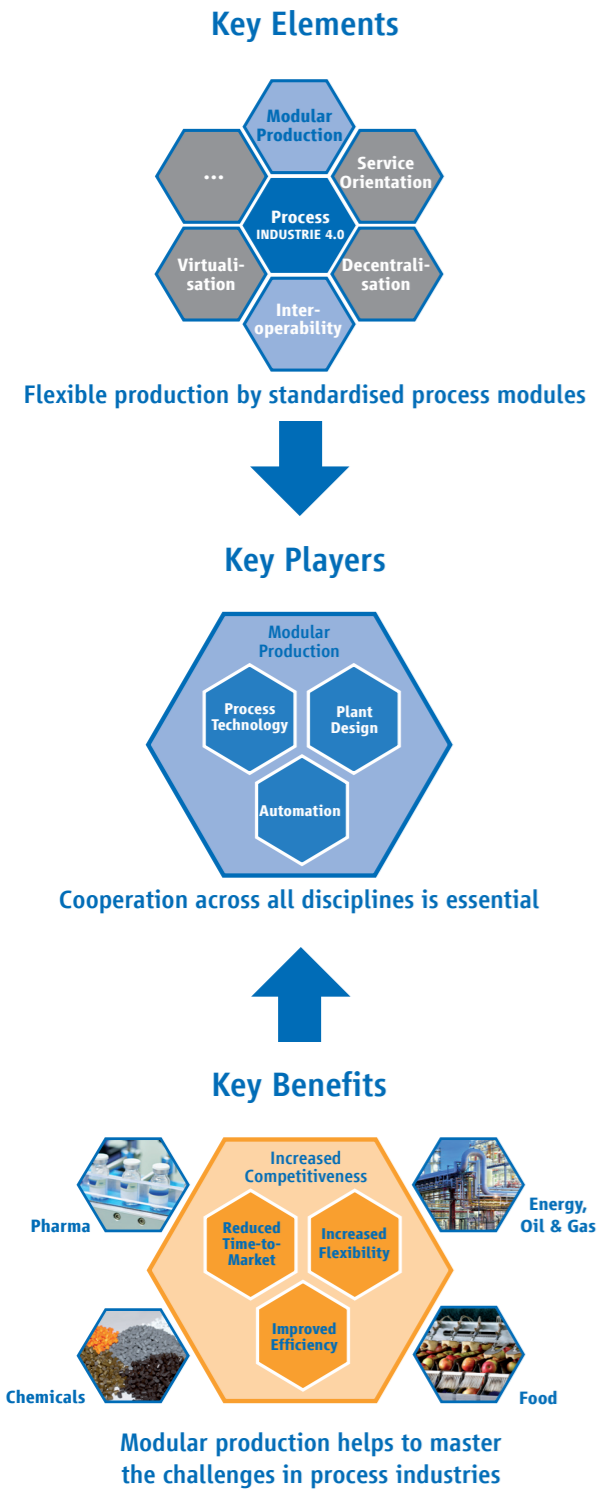 Key Elements
Modular
Production
...
Service
Orientation
Process
INDUSTRIE 4.0
Virtuali-
sation
Decentrali-
sation
Inter-
operability
Flexible production by standardised process modules
Key Players
Modular
Production
Process
Technology
Plant
Design
Automation
Cooperation across all disciplines is essential
Key Benefits
Increased
Competitiveness
Pharma
Energy,
Oil & Gas
Reduced
Time-to-
Market
Increased
Flexibility
Improved
Efficiency
Chemicals
Food
Modular production helps to master
the challenges in process industries